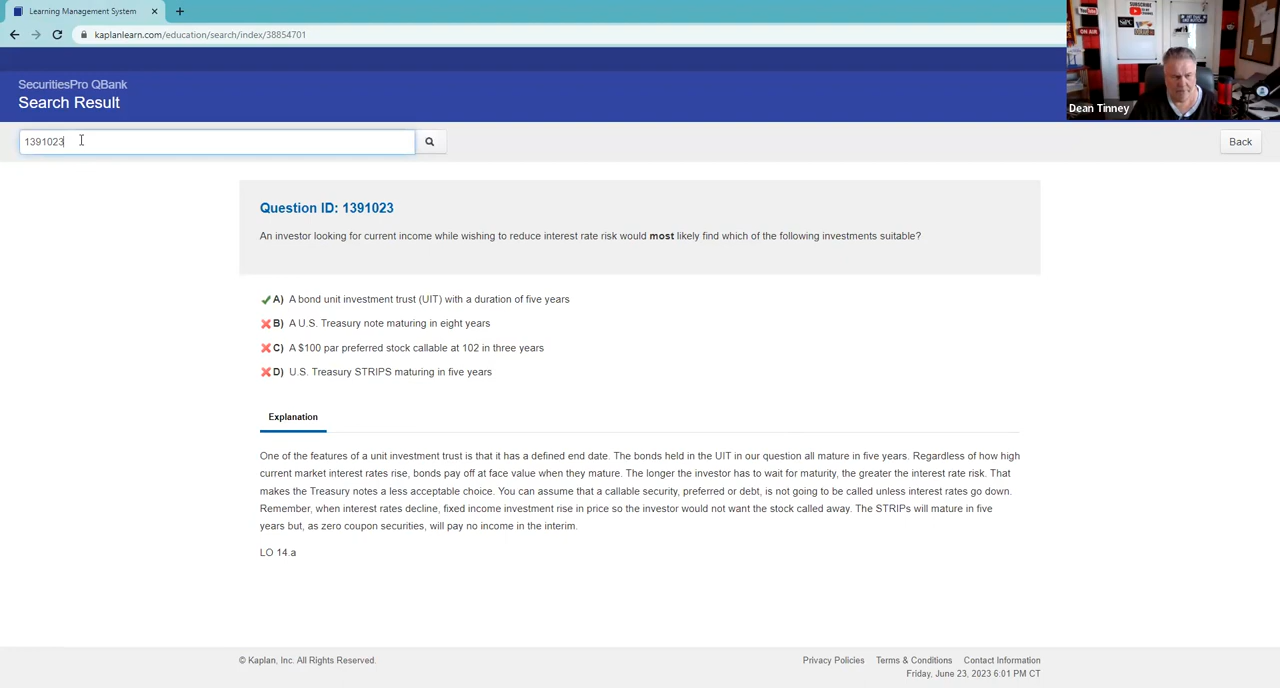 Learning Management System
kaplanlearn.com/education/search/index/38854701
SecuritiesPro QBank
Search Result
1391023
Back
Question ID: 1391023
An investor looking for current income while wishing to reduce interest rate risk would most likely find which of the following investments suitable?
A) A bond unit investment trust (UIT) with a duration of five years
B) A U.S. Treasury note maturing in eight years
C) A $100 par preferred stock callable at 102 in three years
D) U.S. Treasury STRIPS maturing in five years
Explanation
One of the features of a unit investment trust is that it has a defined end date. The bonds held in the UIT in our question all mature in five years. Regardless of how high
current market interest rates rise, bonds pay off at face value when they mature. The longer the investor has to wait for maturity, the greater the interest rate risk. That
makes the Treasury notes a less acceptable choice. You can assume that a callable security, preferred or debt, is not going to be called unless interest rates go down.
Remember, when interest rates decline, fixed income investment rise in price so the investor would not want the stock called away. The STRIPs will mature in five
years but, as zero coupon securities, will pay no income in the interim.
LO 14.a
© Kaplan, Inc. All Rights Reserved.
Privacy Policies Terms & Conditions Contact Information
Friday, June 23, 2023 6:01 PM CT
SUBSCRIBE
SIPC
ON AIR
Dean Tinney